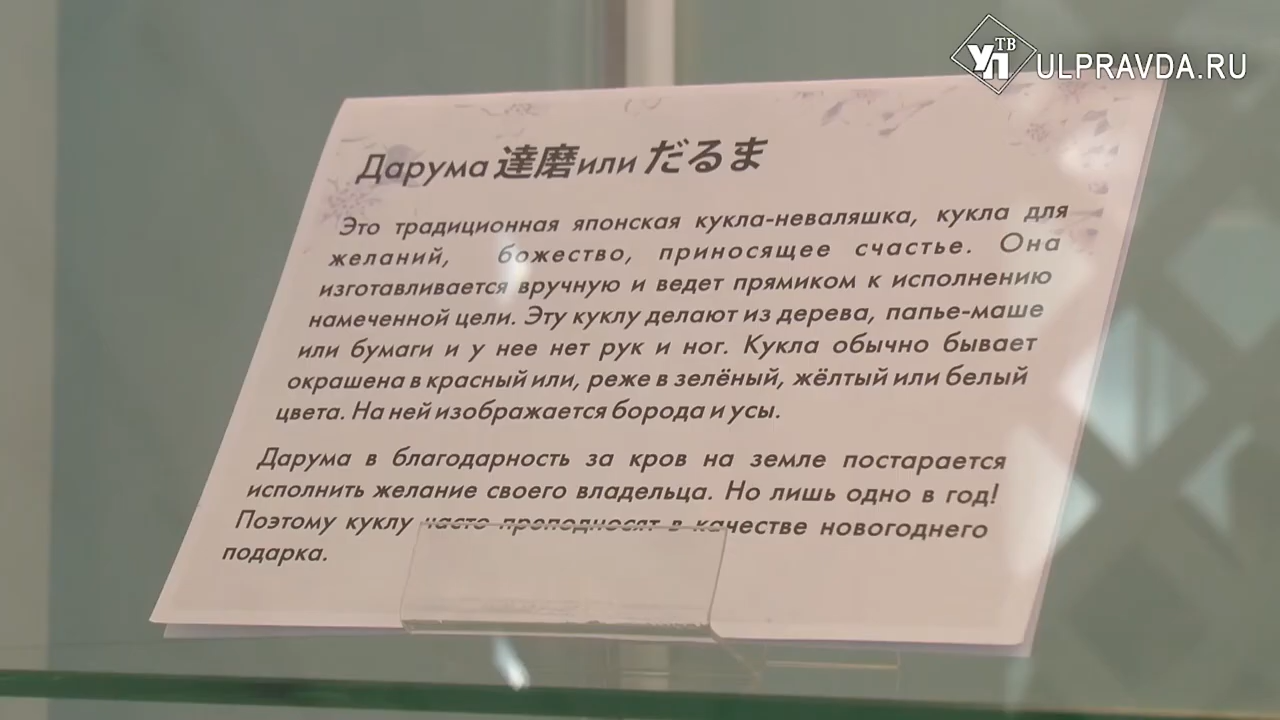 УП ТВ ULPRAVDA.RU
Дарума 達磨или だるま
Это традиционная японская кукла-неваляшка, кукла для
желаний, божество, приносящее счастье. Она
изготавливается вручную и ведет прямиком к исполнению
намеченной цели. Эту куклу делают из дерева, папье-маше
или бумаги и у нее нет рук и ног. Кукла обычно бывает
окрашена в красный или, реже в зелёный, жёлтый или белый
цвета. На ней изображается борода и усы.
Дарума в благодарность за кров на земле постарается
исполнить желание своего владельца. Но лишь одно в год!
Поэтому куклу часто преподносят в качестве новогоднего
подарка.